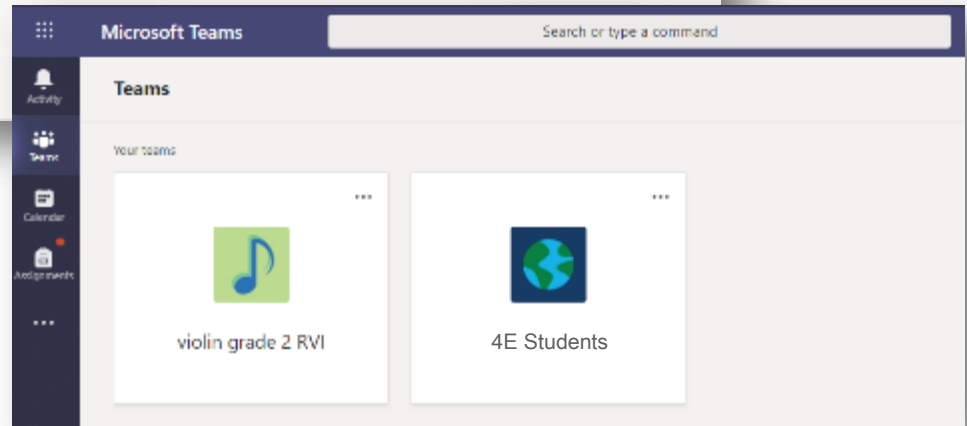 Microsoft Teams
Search or type a command
Activity
Teams
Teams
Your teams
Calendar
Assignments
violin grade 2 RVI
4E Students